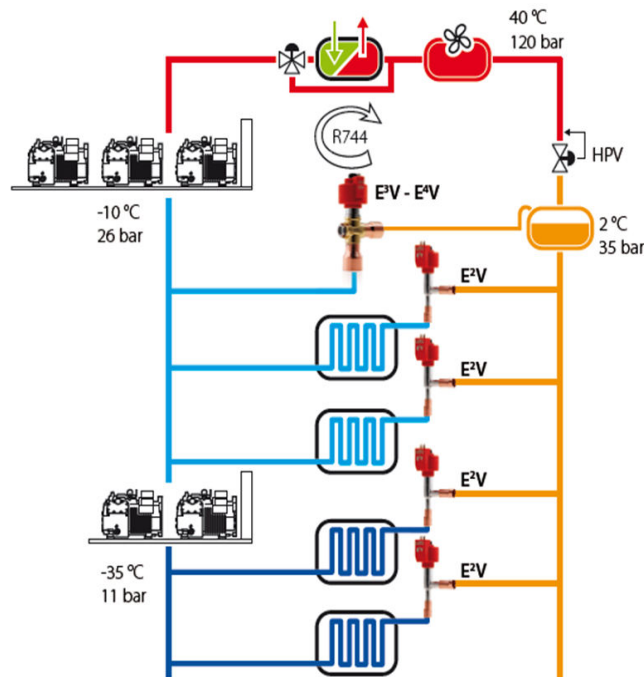 40 °C
120 bar
R744
HPV
E³V - E⁴V
-10 °C
26 bar
2 °C
35 bar
E²V
E²V
E²V
-35 °C
11 bar
E²V